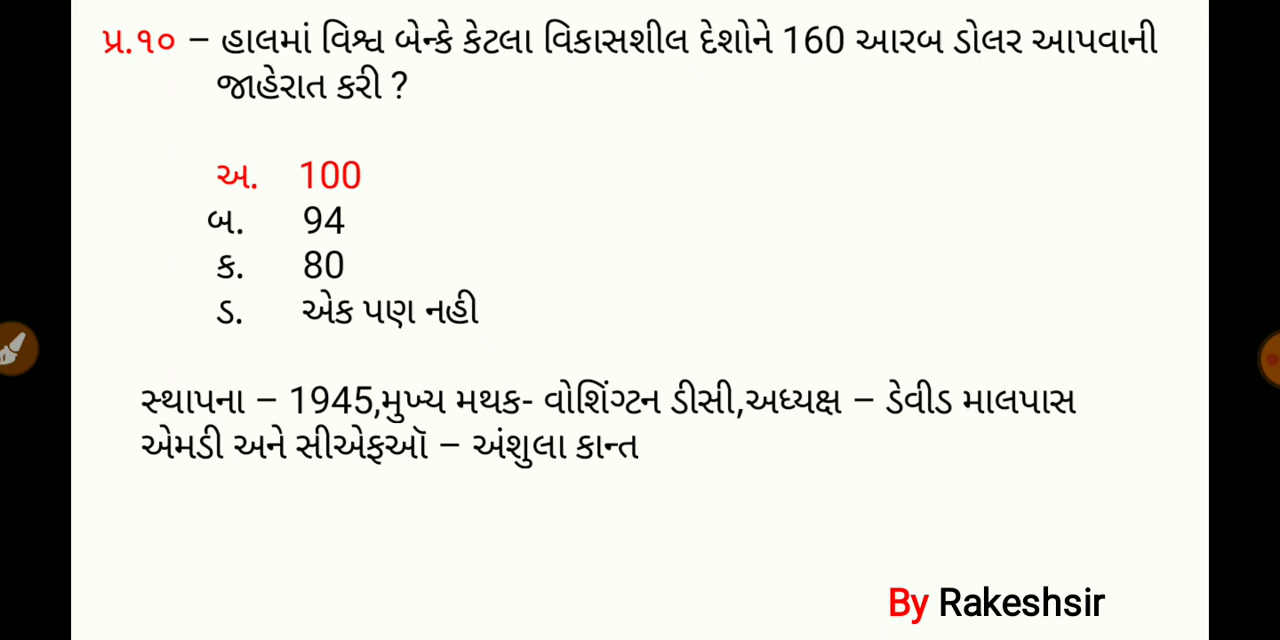 પ્ર.૧૦ – હાલમાં વિશ્વ બેન્કે કેટલા વિકાસશીલ દેશોને 160 આરબ ડોલર આપવાની
જાહેરાત કરી ?
અ. 100
બ. 94
ક. 80
ડ. એક પણ નહી
સ્થાપના – 1945,મુખ્ય મથક- વોશિંગ્ટન ડીસી,અધ્યક્ષ – ડેવીડ માલપાસ
એમડી અને સીએફઑ – અંશુલા કાન્ત
By Rakeshsir